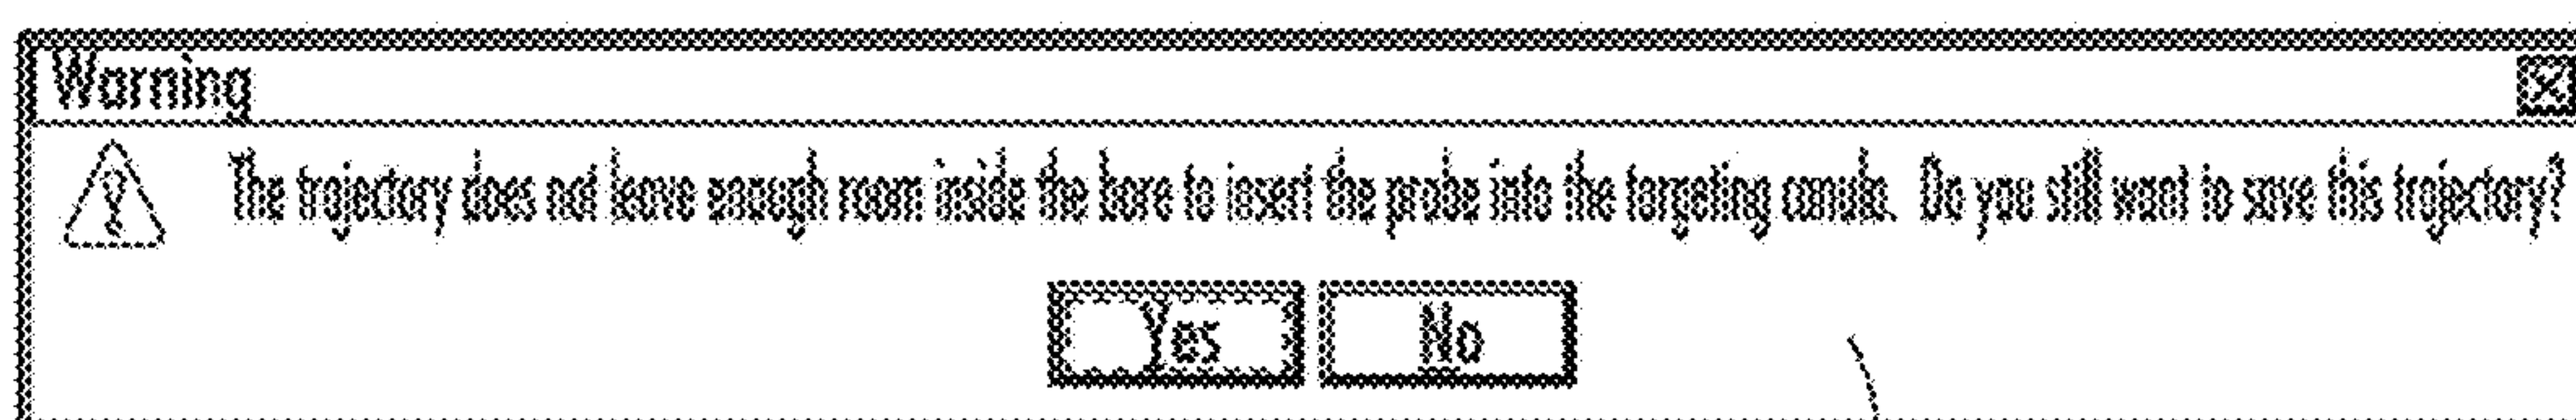 Warning
The trajectory does not leave enough room inside the bore to insert the probe into the targeting canula.  Do you still want to save this trajectory?
Yes No